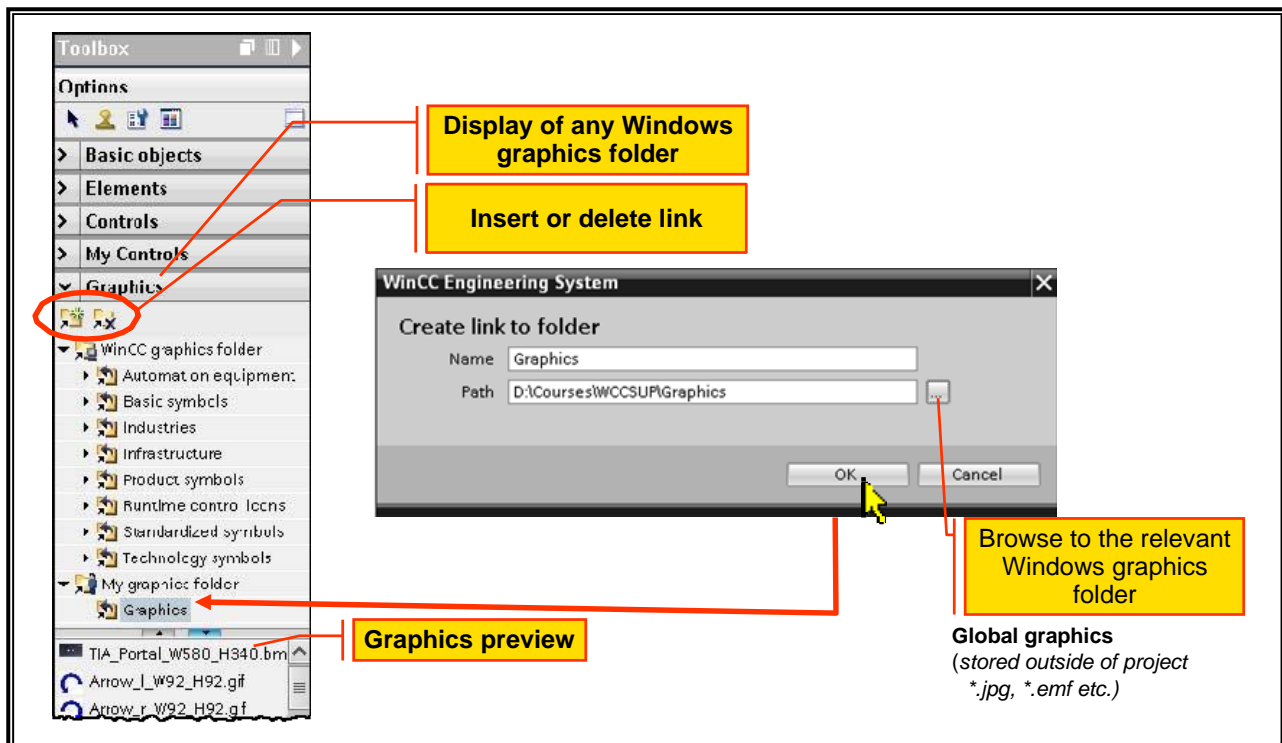 Toolbox
Options
Basic objects
Elements
Controls
My Controls
Graphics
WinCC graphics folder
Automation equipment
Basic symbols
Industries
Infrastructure
Product symbols
Runtime control Icons
Standardized symbols
Technology symbols
My graphics folder
Graphics
TIA_Portal_W580_H340.bm
Arrow_l_W92_H92.gif
Arrow_r_W92_H92.gif
Display of any Windows
graphics folder
Insert or delete link
WinCC Engineering System
Create link to folder
Name Graphics
Path D:\Courses\WCCSUP\Graphics
...
OK
Cancel
Browse to the relevant
Windows graphics
folder
Graphics preview
Global graphics
(stored outside of project
*.jpg, *.emf etc.)